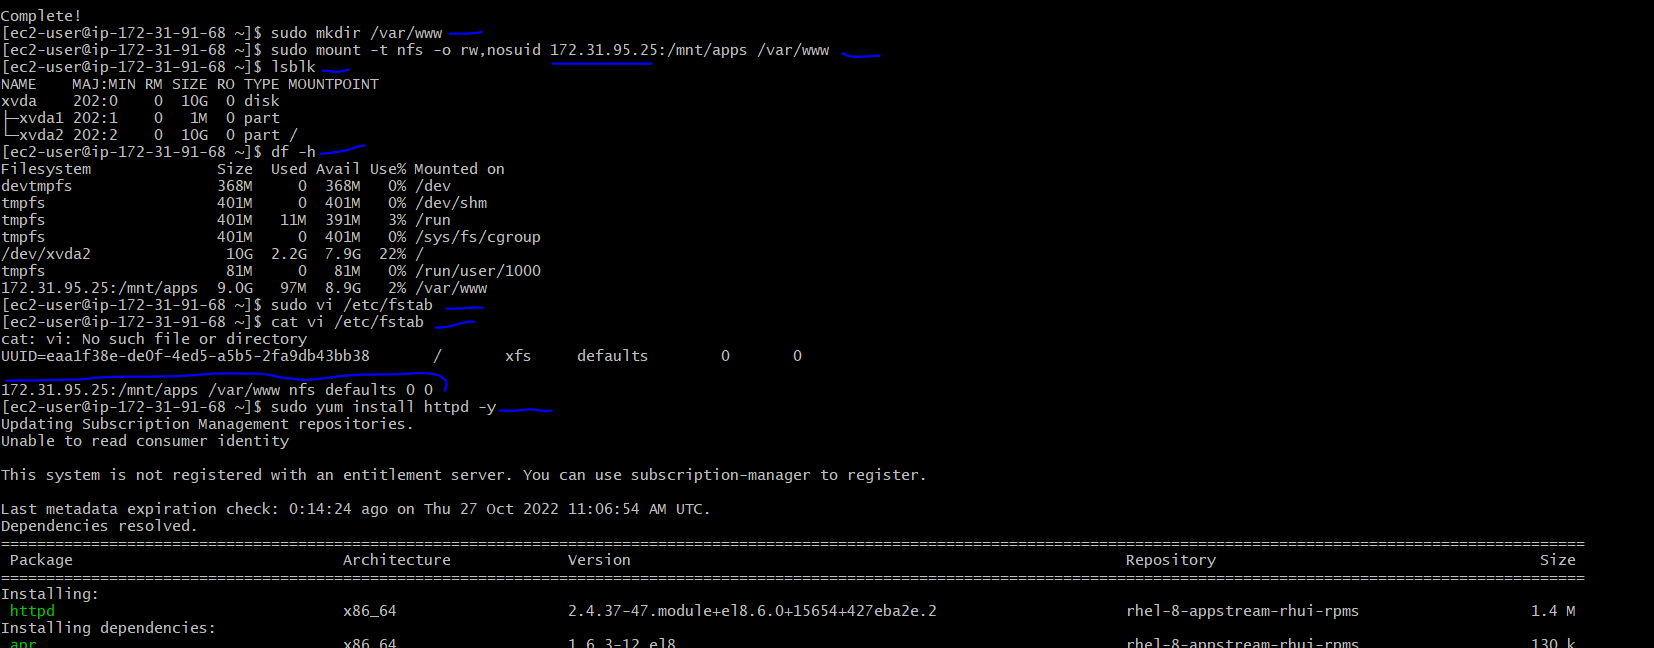 Complete!
[ec2-user@ip-172-31-91-68 ~]$ sudo mkdir /var/www
[ec2-user@ip-172-31-91-68 ~]$ sudo mount -t nfs -o rw,nosuid 172.31.95.25:/mnt/apps /var/www
[ec2-user@ip-172-31-91-68 ~]$ lsblk
NAME    MAJ:MIN RM SIZE RO TYPE MOUNTPOINT
xvda    202:0    0  10G  0 disk
├─xvda1 202:1    0   1M  0 part
└─xvda2 202:2    0  10G  0 part /
[ec2-user@ip-172-31-91-68 ~]$ df -h
Filesystem              Size  Used Avail Use% Mounted on
devtmpfs                368M     0  368M   0% /dev
tmpfs                   401M     0  401M   0% /dev/shm
tmpfs                   401M   11M  391M   3% /run
tmpfs                   401M     0  401M   0% /sys/fs/cgroup
/dev/xvda2               10G  2.2G  7.9G  22% /
tmpfs                    81M     0   81M   0% /run/user/1000
172.31.95.25:/mnt/apps  9.0G   97M  8.9G   2% /var/www
[ec2-user@ip-172-31-91-68 ~]$ sudo vi /etc/fstab
[ec2-user@ip-172-31-91-68 ~]$ cat vi /etc/fstab
cat: vi: No such file or directory
UUID=eaa1f38e-de0f-4ed5-a5b5-2fa9db43bb38       /       xfs     defaults        0       0
172.31.95.25:/mnt/apps /var/www nfs defaults 0 0
[ec2-user@ip-172-31-91-68 ~]$ sudo yum install httpd -y
Updating Subscription Management repositories.
Unable to read consumer identity
This system is not registered with an entitlement server. You can use subscription-manager to register.
Last metadata expiration check: 0:14:24 ago on Thu 27 Oct 2022 11:06:54 AM UTC.
Dependencies resolved.
Package Architecture Version Repository Size
Installing:
httpd x86_64 2.4.37-47.module+el8.6.0+15654+427eba2e.2 rhel-8-appstream-rhui-rpms 1.4 M
Installing dependencies:
apr x86_64 1.6.3-12.el8 rhel-8-appstream-rhui-rpms 130 k